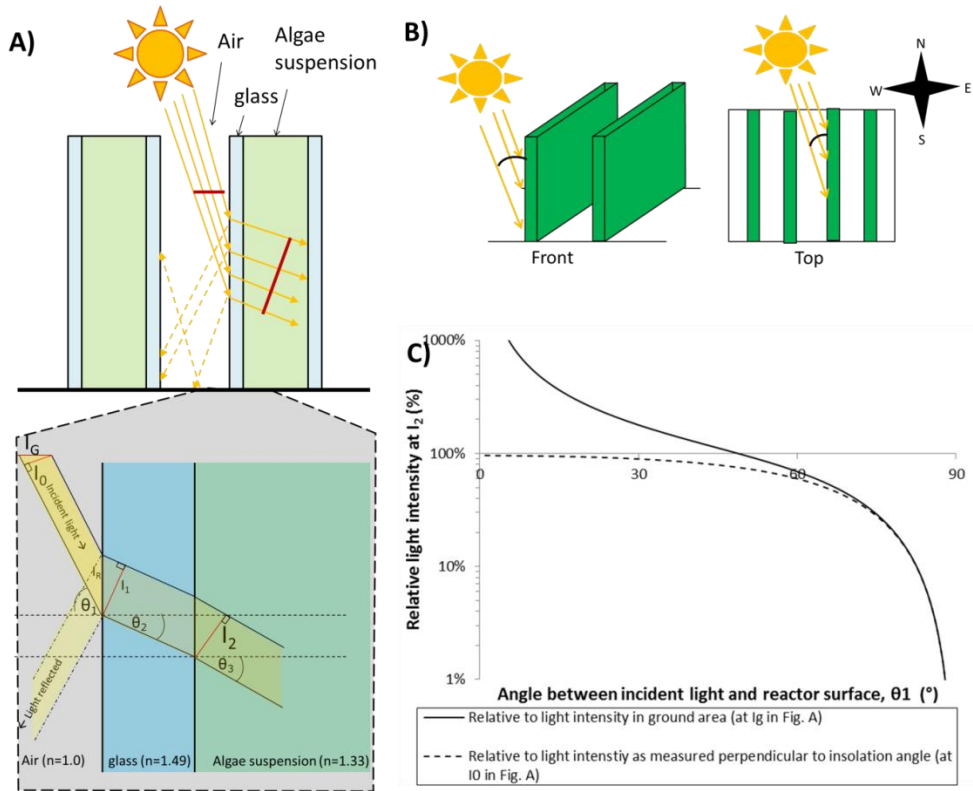 A)
Air
Algae
suspension
glass
B)
N
W
E
S
Front
Top
I_G
I_0
Incident light →
I_R
θ_1
I_1
θ_2
I_2
θ_3
← Light reflected
Air (n=1.0)
glass (n=1.49)
Algae suspension (n=1.33)
C)
Relative light intensity at I_2 (%)
1000%
100%
10%
1%
0
30
60
90
Angle between incident light and reactor surface, θ1 (°)
Relative to light intensity in ground area (at Ig in Fig. A)
Relative to light intenstiy as measured perpendicular to insolation angle (at
I0 in Fig. A)